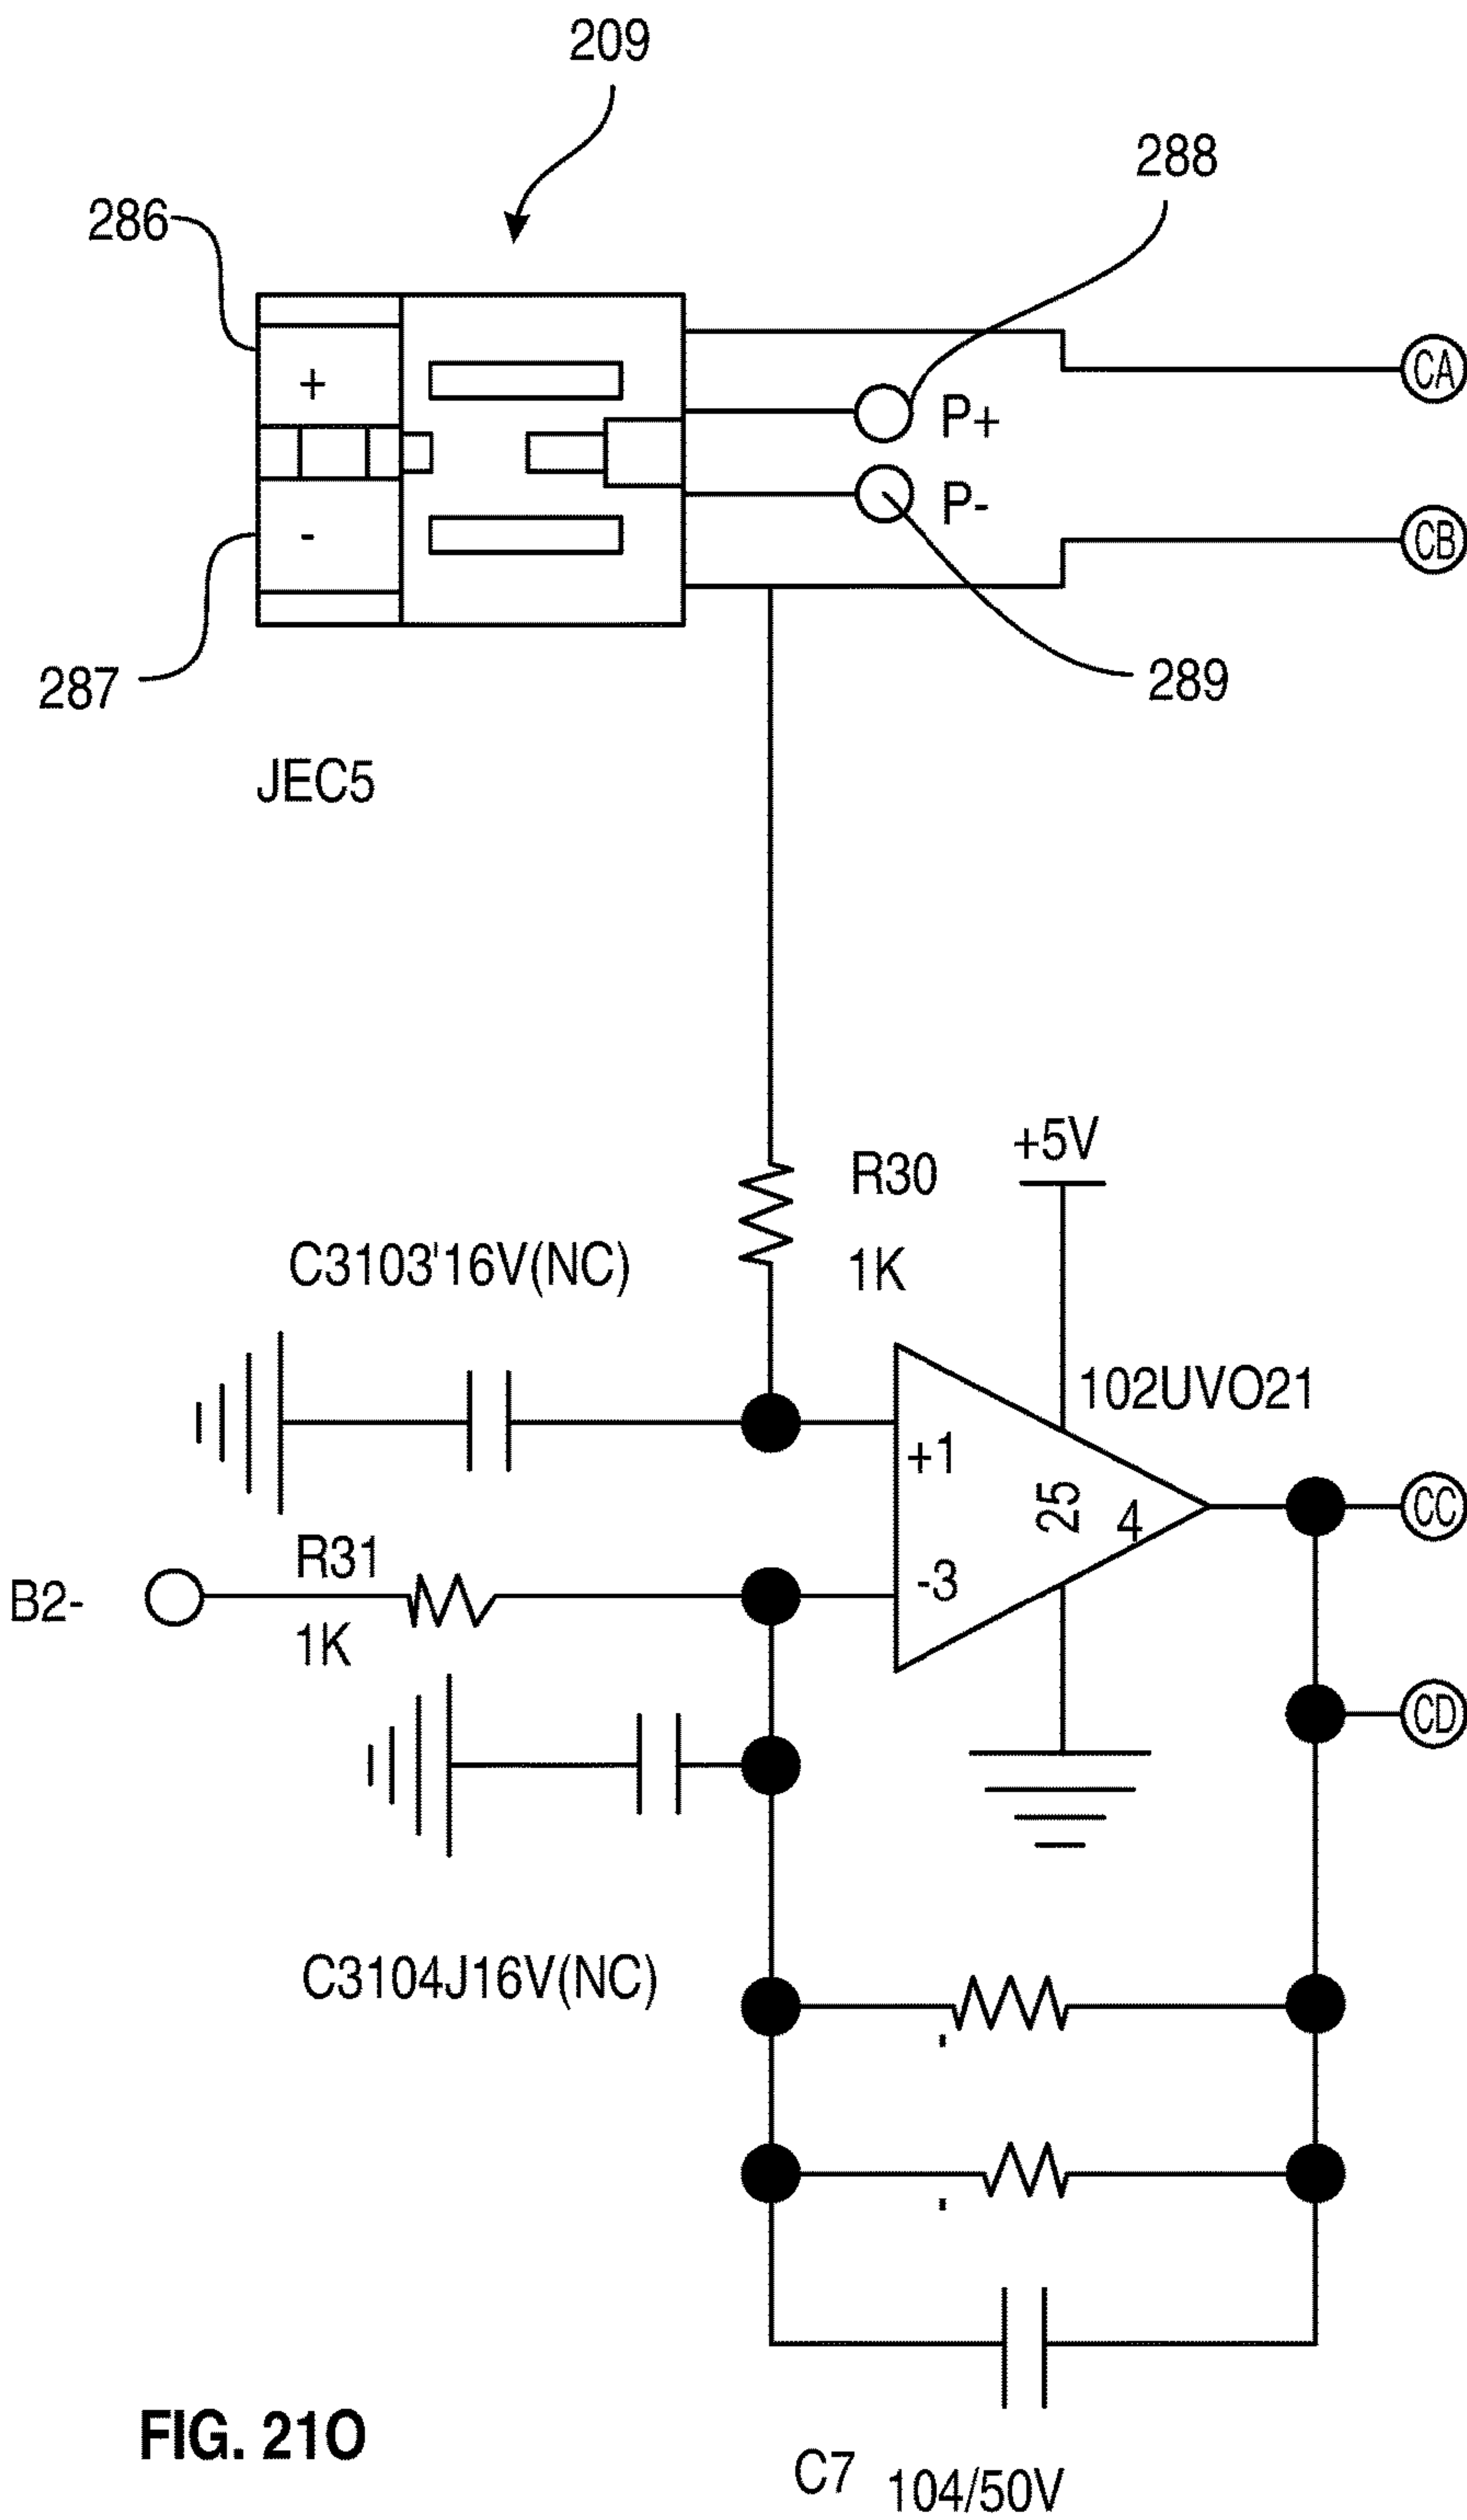 209
288
286
+
CA
P+
P-
-
CB
287
289
JEC5
+5V
R30
1K
C3103'16V(NC)
102UVO21
+1
25
4
CC
R31
-3
B2-
1K
CD
C3104J16V(NC)
FIG. 21O
C7 104/50V